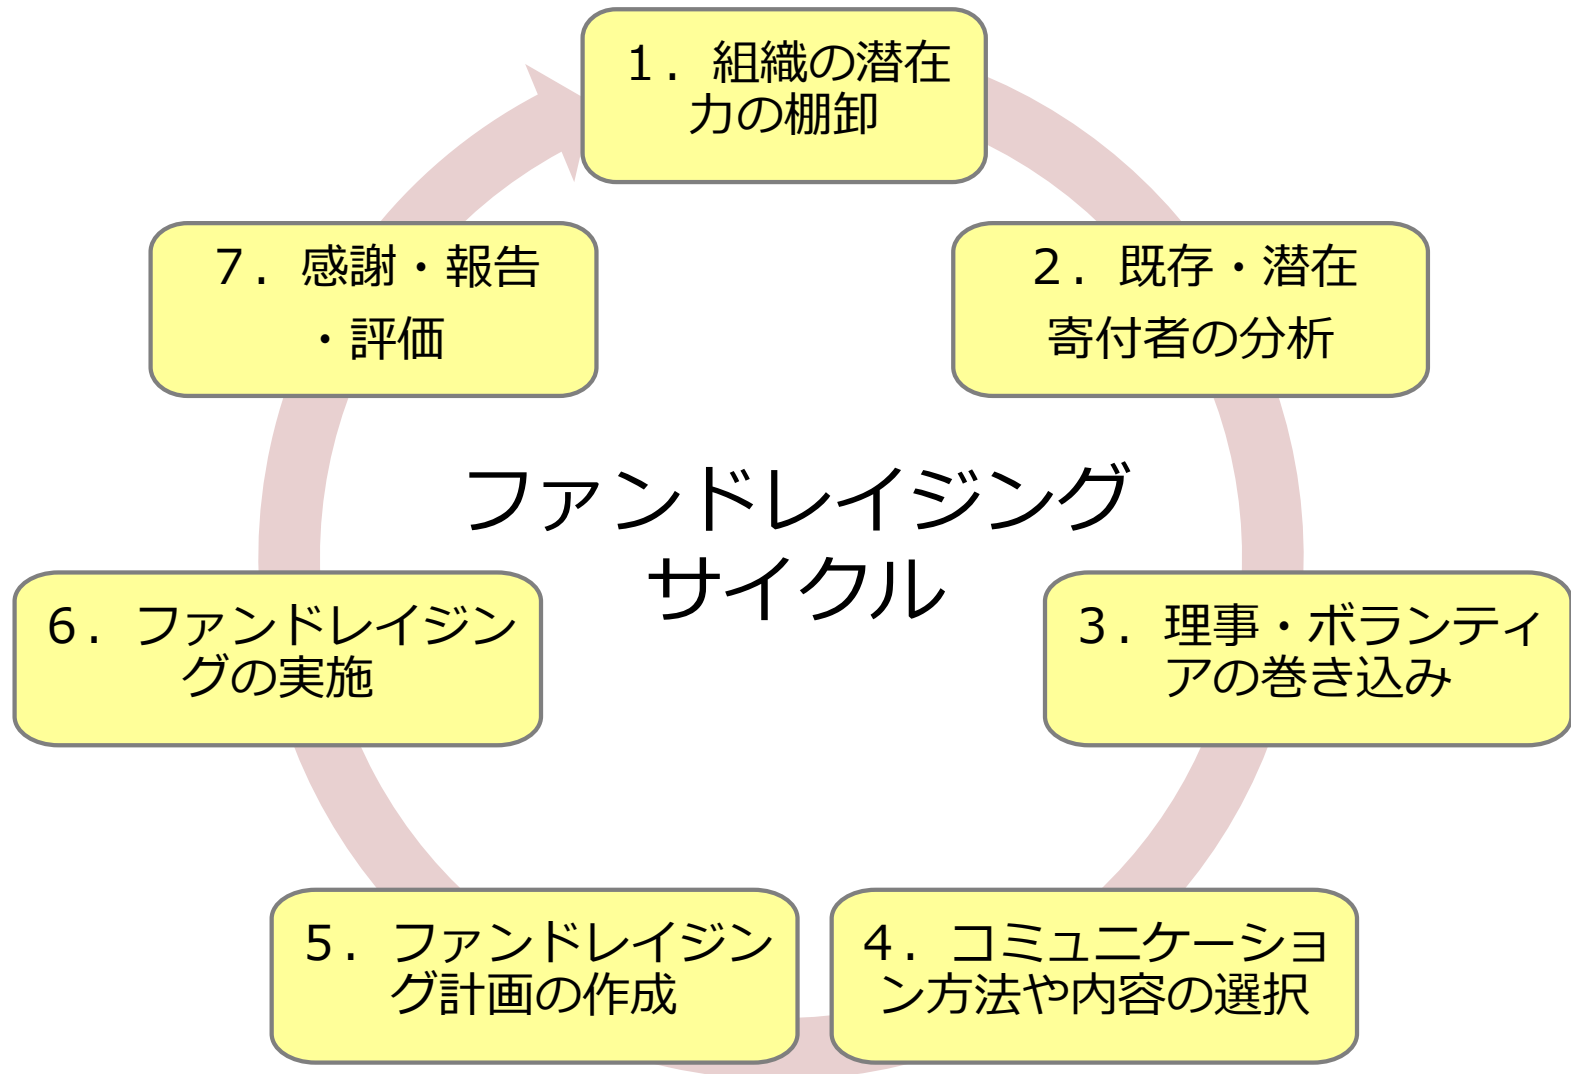 １．組織の潜在
力の棚卸
２．既存・潜在
寄付者の分析
３．理事・ボランティ
アの巻き込み
４．コミュニケーショ
ン方法や内容の選択
５．ファンドレイジン
グ計画の作成
６．ファンドレイジン
グの実施
７．感謝・報告
・評価
ファンドレイジング
サイクル